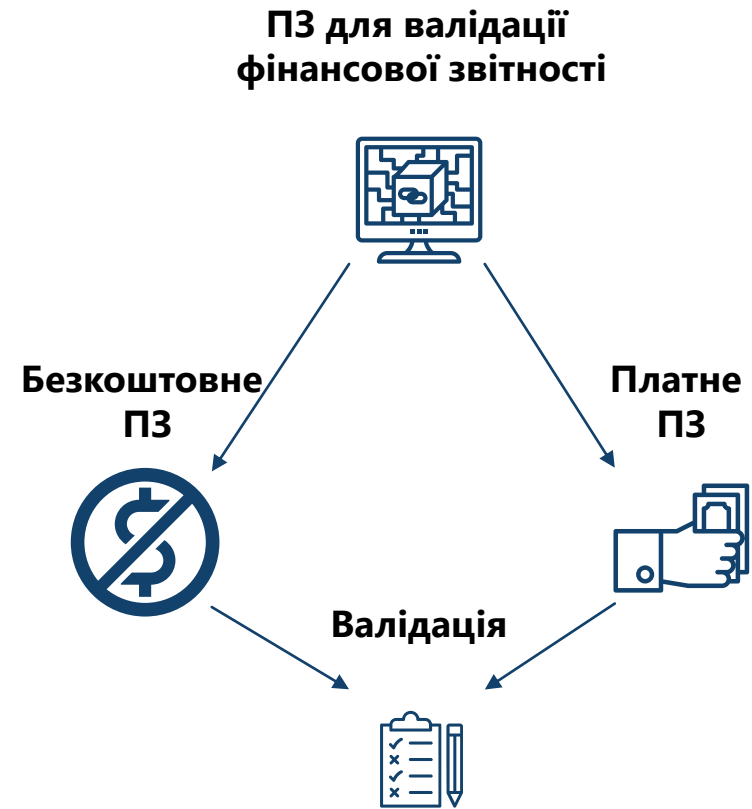 ПЗ для валідації
фінансової звітності
Безкоштовне
ПЗ
Платне
ПЗ
Валідація